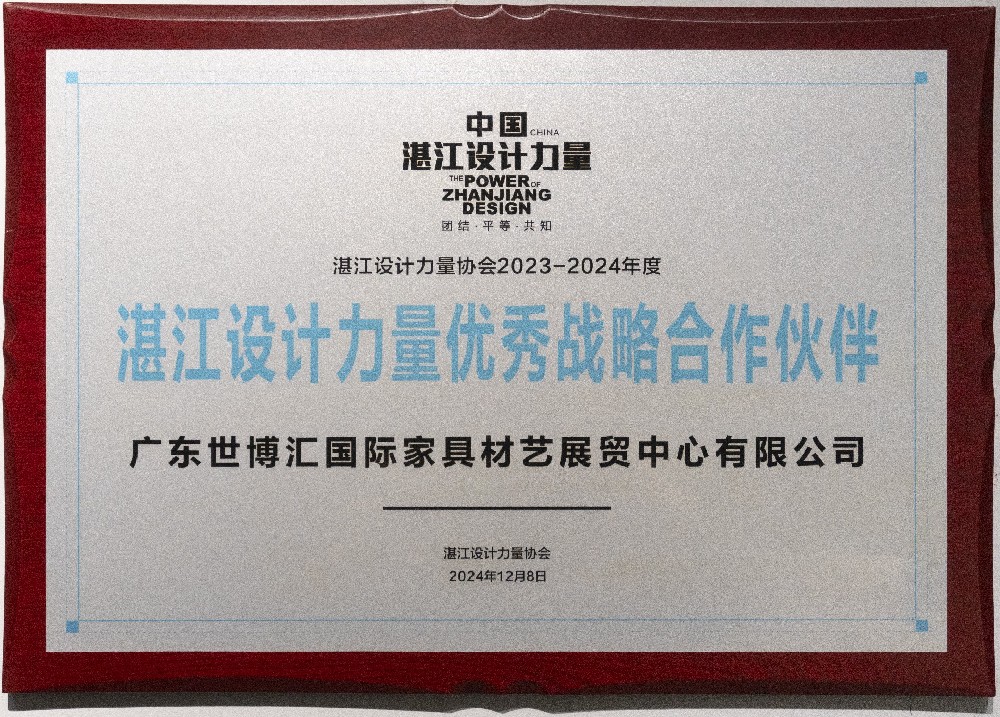 中国 CHINA
湛江设计力量
THE POWER OF
ZHANJIANG
DESIGN
团结·平等·共知
湛江设计力量协会2023-2024年度
湛江设计力量优秀战略合作伙伴
广东世博汇国际家具材艺展贸中心有限公司
湛江设计力量协会
2024年12月8日